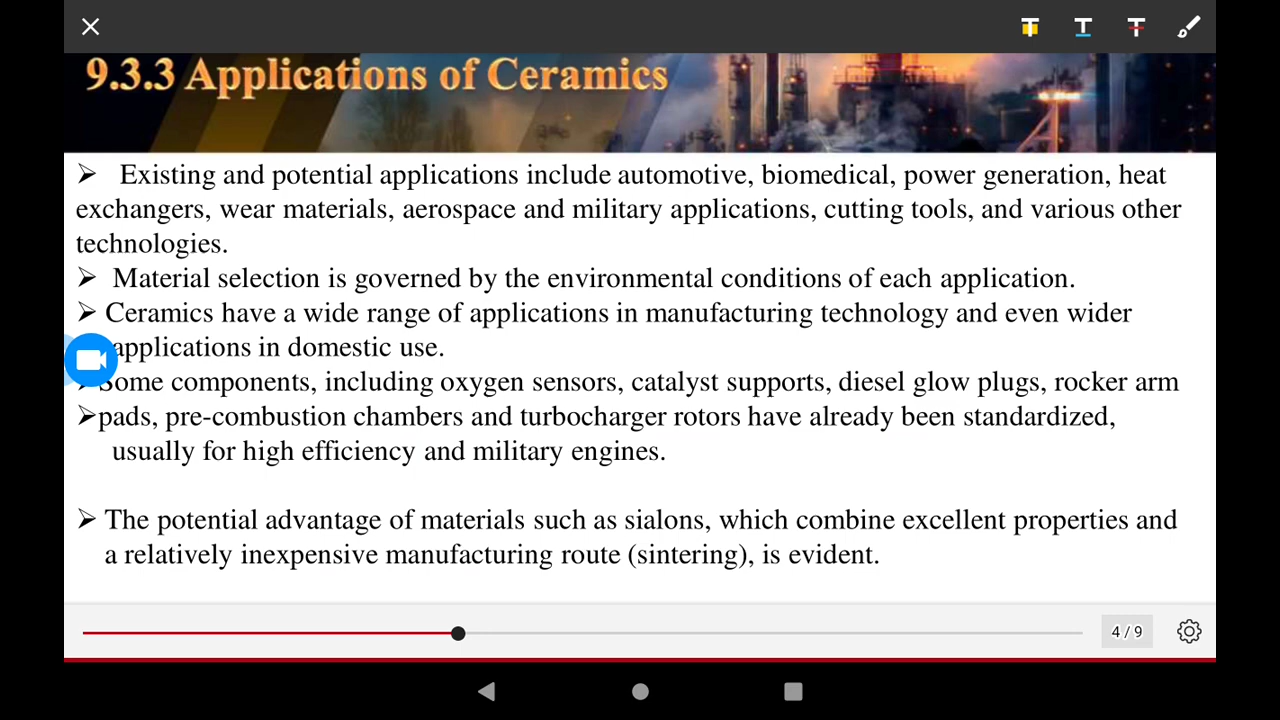 9.3.3 Applications of Ceramics
➢ Existing and potential applications include automotive, biomedical, power generation, heat
exchangers, wear materials, aerospace and military applications, cutting tools, and various other
technologies.
➢ Material selection is governed by the environmental conditions of each application.
➢ Ceramics have a wide range of applications in manufacturing technology and even wider
applications in domestic use.
➢Some components, including oxygen sensors, catalyst supports, diesel glow plugs, rocker arm
➢pads, pre-combustion chambers and turbocharger rotors have already been standardized,
usually for high efficiency and military engines.
➢ The potential advantage of materials such as sialons, which combine excellent properties and
a relatively inexpensive manufacturing route (sintering), is evident.
4 / 9